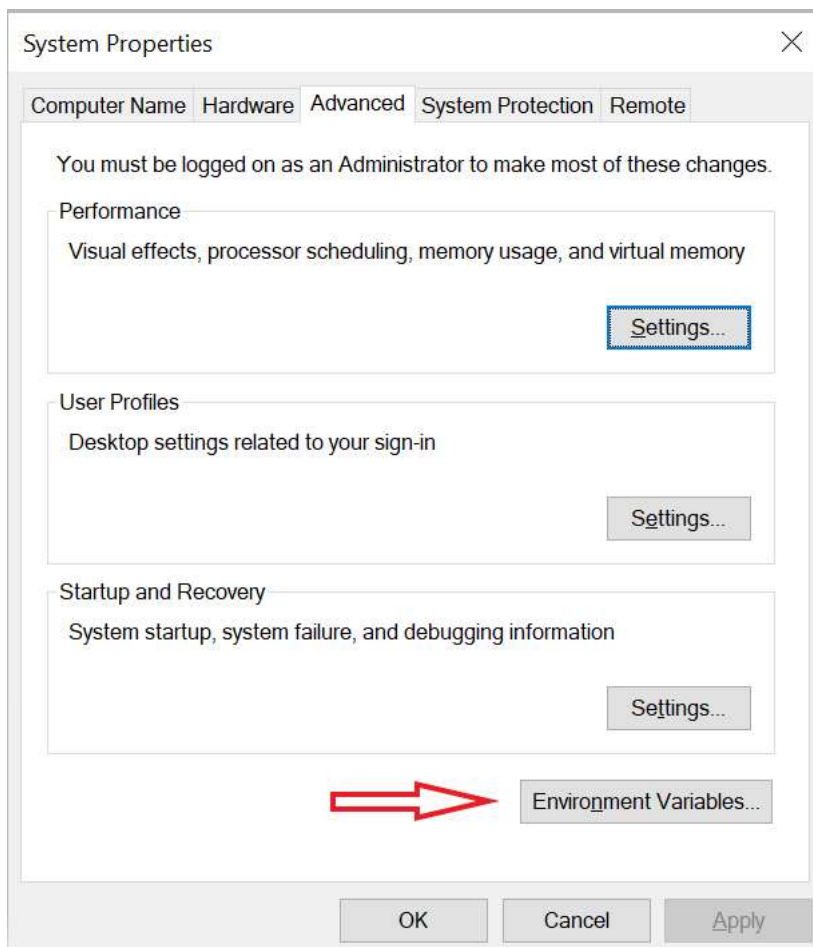 System Properties
Computer Name Hardware Advanced System Protection Remote
You must be logged on as an Administrator to make most of these changes.
Performance
Visual effects, processor scheduling, memory usage, and virtual memory
Settings...
User Profiles
Desktop settings related to your sign-in
Settings...
Startup and Recovery
System startup, system failure, and debugging information
Settings...
Environment Variables...
OK Cancel Apply